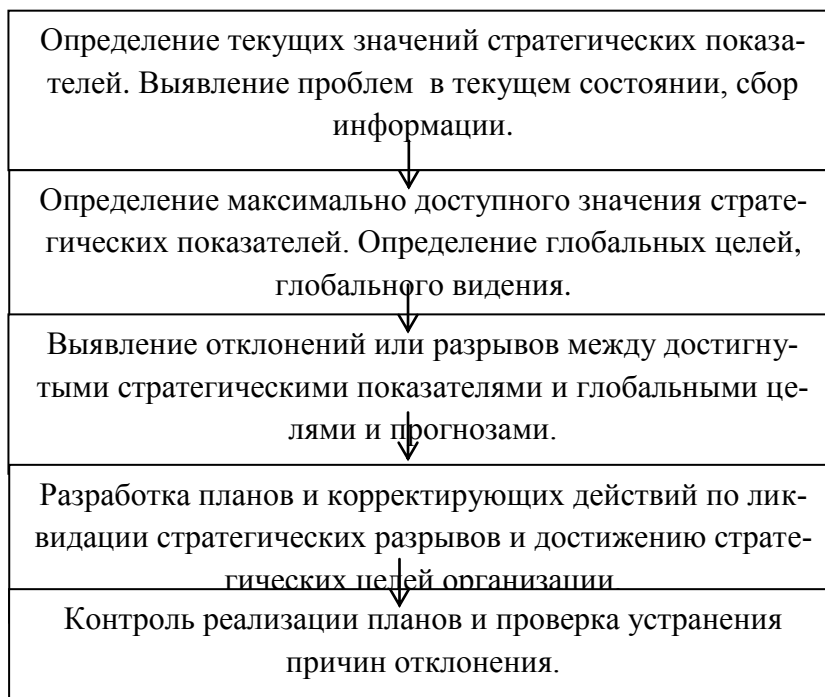 Определение текущих значений стратегических показа-
телей. Выявление проблем  в текущем состоянии, сбор
информации.
Определение максимально доступного значения страте-
гических показателей. Определение глобальных целей,
глобального видения.
Выявление отклонений или разрывов между достигну-
тыми стратегическими показателями и глобальными це-
лями и прогнозами.
Разработка планов и корректирующих действий по лик-
видации стратегических разрывов и достижению страте-
гических целей организации.
Контроль реализации планов и проверка устранения
причин отклонения.